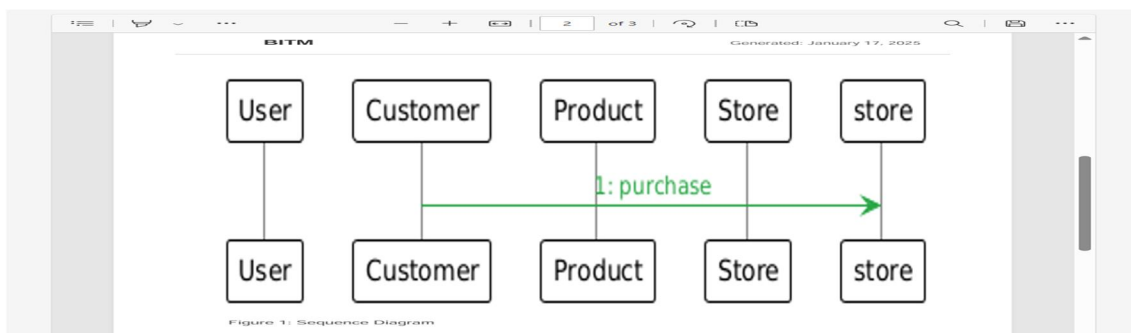 2 of 3
BITM Generated: January 17, 2025
User Customer Product Store store
1: purchase
User Customer Product Store store
Figure 1: Sequence Diagram